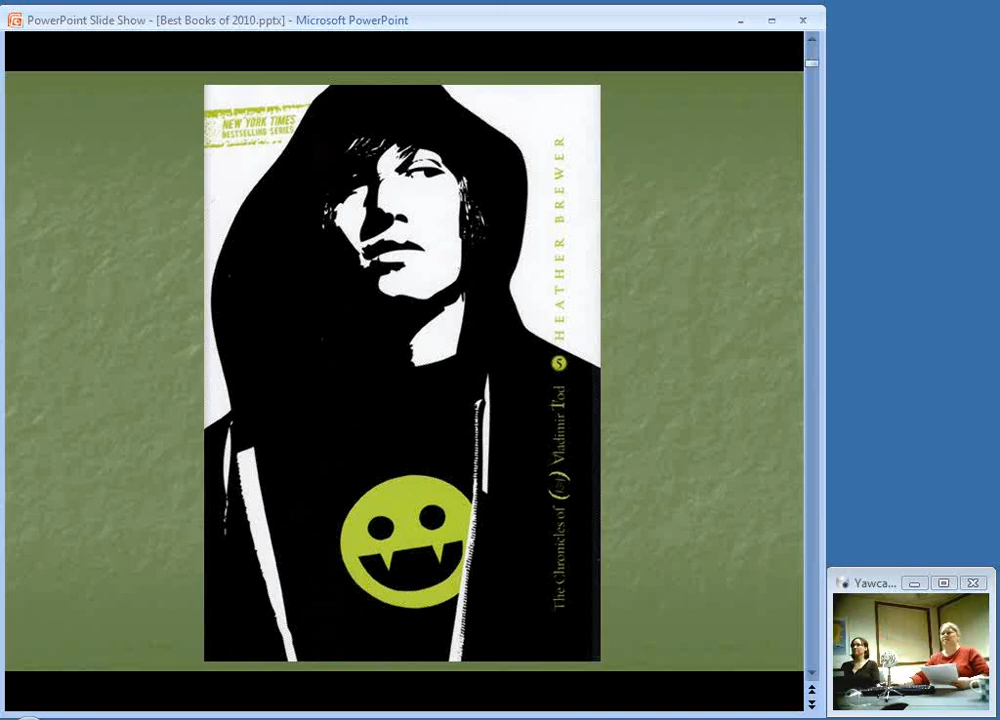 PowerPoint Slide Show - [Best Books of 2010.pptx] - Microsoft PowerPoint
NEW YORK TIMES
BESTSELLING SERIES
HEATHER BREWER
5
The Chronicles of Vladimir Tod
Yawca...